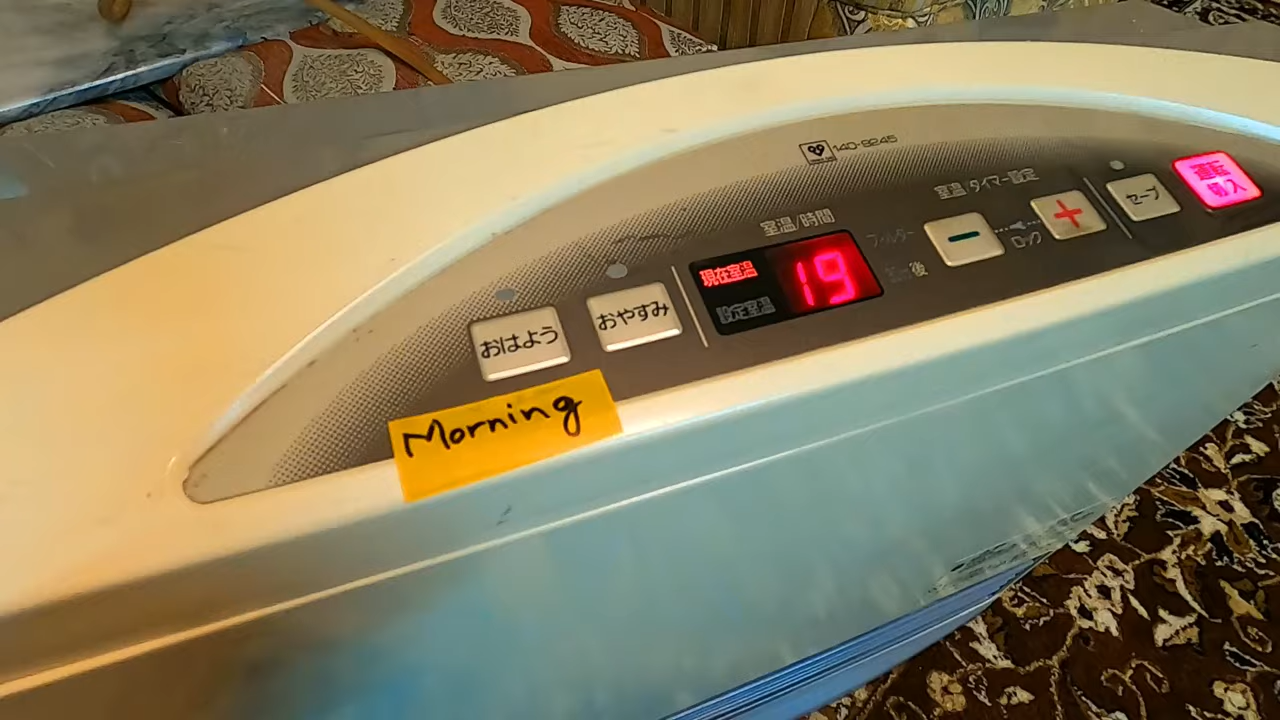 140-9245
室温 タイマー設定
セーブ
運転
切/入
室温/時間
フィルター
現在室温
19
設定室温
ロック
後
おはよう
おやすみ
Morning